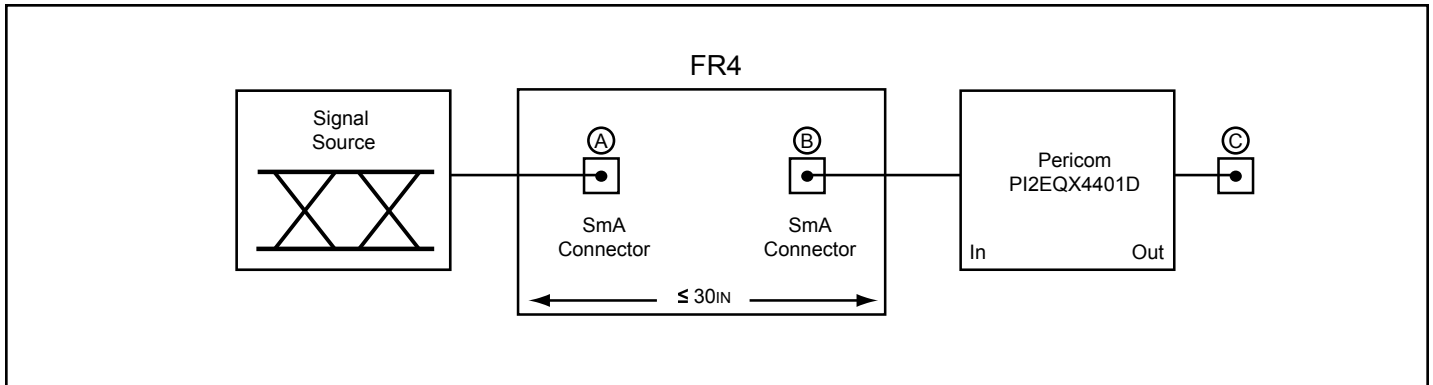 FR4
Signal
Source
A
B
C
SmA
Connector
SmA
Connector
≤ 30IN
Pericom
PI2EQX4401D
In
Out